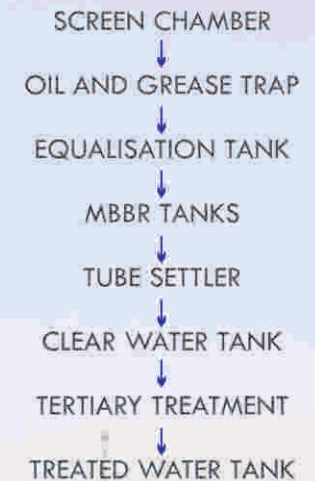 SCREEN CHAMBER
OIL AND GREASE TRAP
EQUALISATION TANK
MBBR TANKS
TUBE SETTLER
CLEAR WATER TANK
TERTIARY TREATMENT
TREATED WATER TANK